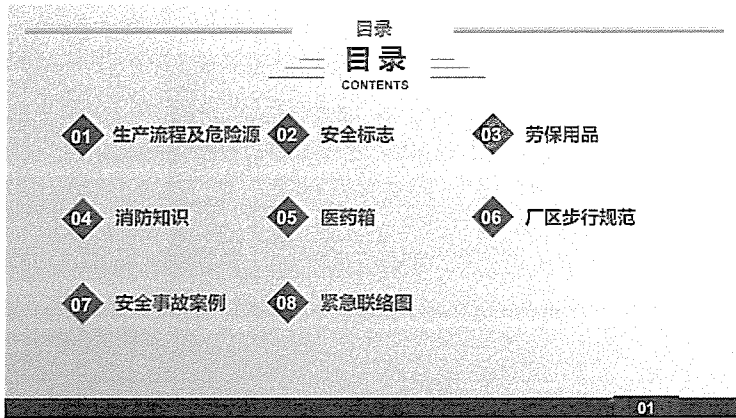 目录
目录
CONTENTS
01 生产流程及危险源 02 安全标志 03 劳保用品
04 消防知识 05 医药箱 06 厂区步行规范
07 安全事故案例 08 紧急联络图
01